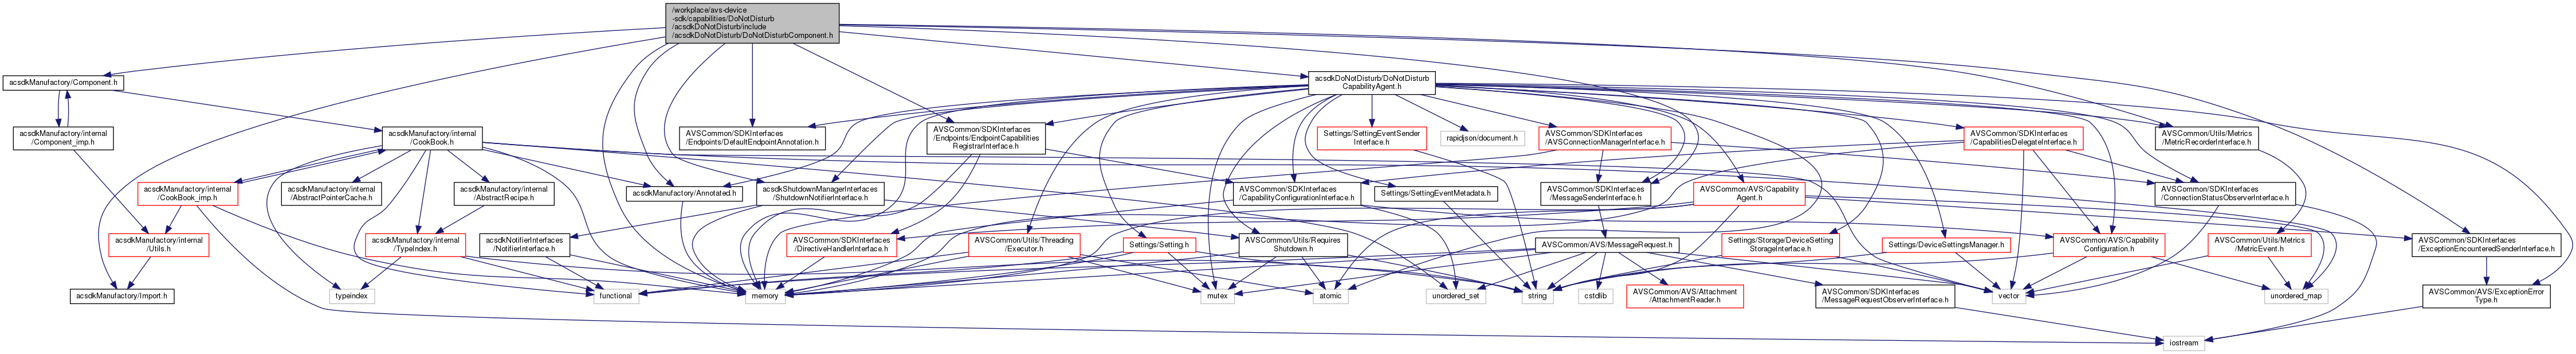 /workplace/avs-device
-sdk/capabilities/DoNotDisturb
/acsdkDoNotDisturb/include
/acsdkDoNotDisturb/DoNotDisturbComponent.h
acsdkManufactory/Component.h
acsdkDoNotDisturb/DoNotDisturb
CapabilityAgent.h
acsdkManufactory/internal
/Component_imp.h
acsdkManufactory/internal
/CookBook.h
AVSCommon/SDKInterfaces
/Endpoints/DefaultEndpointAnnotation.h
AVSCommon/SDKInterfaces
/Endpoints/EndpointCapabilities
RegistrarInterface.h
Settings/SettingEventSender
Interface.h
rapidjson/document.h
AVSCommon/SDKInterfaces
/AVSConnectionManagerInterface.h
AVSCommon/SDKInterfaces
/CapabilitiesDelegateInterface.h
AVSCommon/Utils/Metrics
/MetricRecorderInterface.h
acsdkManufactory/internal
/CookBook_imp.h
acsdkManufactory/internal
/AbstractPointerCache.h
acsdkManufactory/internal
/AbstractRecipe.h
acsdkManufactory/Annotated.h
acsdkShutdownManagerInterfaces
/ShutdownNotifierInterface.h
AVSCommon/SDKInterfaces
/CapabilityConfigurationInterface.h
Settings/SettingEventMetadata.h
AVSCommon/SDKInterfaces
/MessageSenderInterface.h
AVSCommon/AVS/Capability
Agent.h
AVSCommon/SDKInterfaces
/ConnectionStatusObserverInterface.h
acsdkManufactory/internal
/Utils.h
acsdkManufactory/internal
/TypeIndex.h
acsdkNotifierInterfaces
/NotifierInterface.h
AVSCommon/SDKInterfaces
/DirectiveHandlerInterface.h
AVSCommon/Utils/Threading
/Executor.h
Settings/Setting.h
AVSCommon/Utils/Requires
Shutdown.h
AVSCommon/AVS/MessageRequest.h
Settings/Storage/DeviceSetting
StorageInterface.h
Settings/DeviceSettingsManager.h
AVSCommon/AVS/Capability
Configuration.h
AVSCommon/Utils/Metrics
/MetricEvent.h
AVSCommon/SDKInterfaces
/ExceptionEncounteredSenderInterface.h
acsdkManufactory/Import.h
typeindex
functional
memory
mutex
atomic
unordered_set
string
cstdlib
AVSCommon/AVS/Attachment
/AttachmentReader.h
AVSCommon/SDKInterfaces
/MessageRequestObserverInterface.h
vector
unordered_map
AVSCommon/AVS/ExceptionError
Type.h
iostream